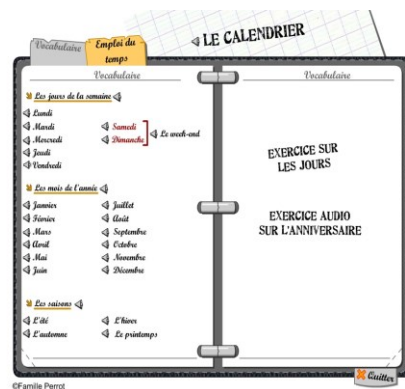 Vocabulaire
Emploi du
temps
LE CALENDRIER
Vocabulaire
Les jours de la semaine
Lundi
Mardi
Mercredi
Jeudi
Vendredi
Samedi
Dimanche
Le week-end
Les mois de l'année
Janvier
Février
Mars
Avril
Mai
Juin
Juillet
Août
Septembre
Octobre
Novembre
Décembre
Les saisons
L'été
L'automne
L'hiver
Le printemps
Vocabulaire
EXERCICE SUR
LES JOURS
EXERCICE AUDIO
SUR L'ANNIVERSAIRE
Quitter
©Famille Perrot